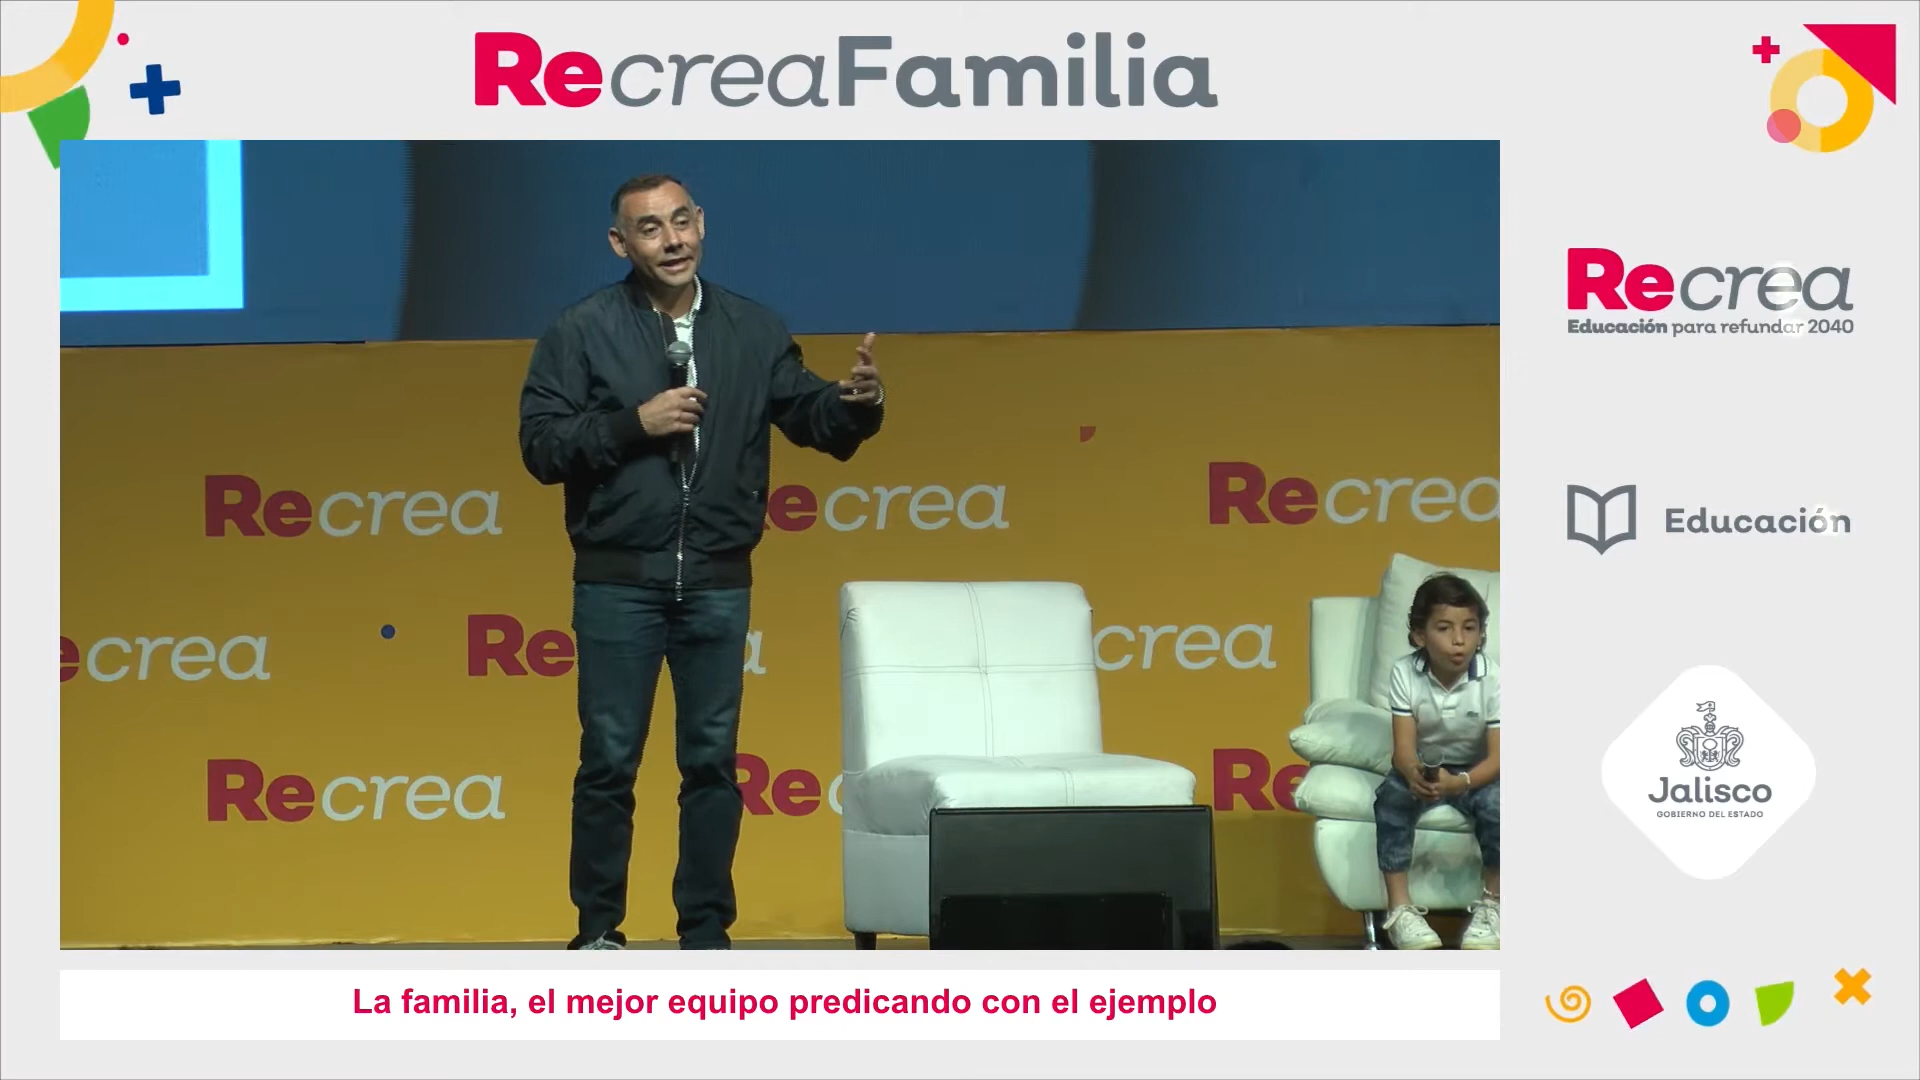 RecreaFamilia
Recrea
Educación para refundar 2040
Educación
Jalisco
GOBIERNO DEL ESTADO
Recrea
ecrea
Recrea
ecrea
Re
a
crea
Recrea
Rec
Re
La familia, el mejor equipo predicando con el ejemplo